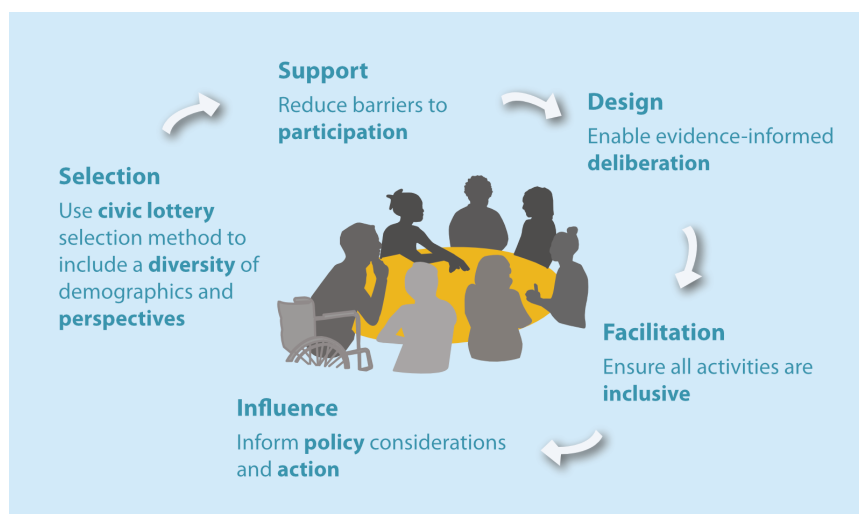 Support
Reduce barriers to
participation
Design
Enable evidence-informed
deliberation
Selection
Use civic lottery
selection method to
include a diversity of
demographics and
perspectives
Facilitation
Ensure all activities are
inclusive
Influence
Inform policy considerations
and action